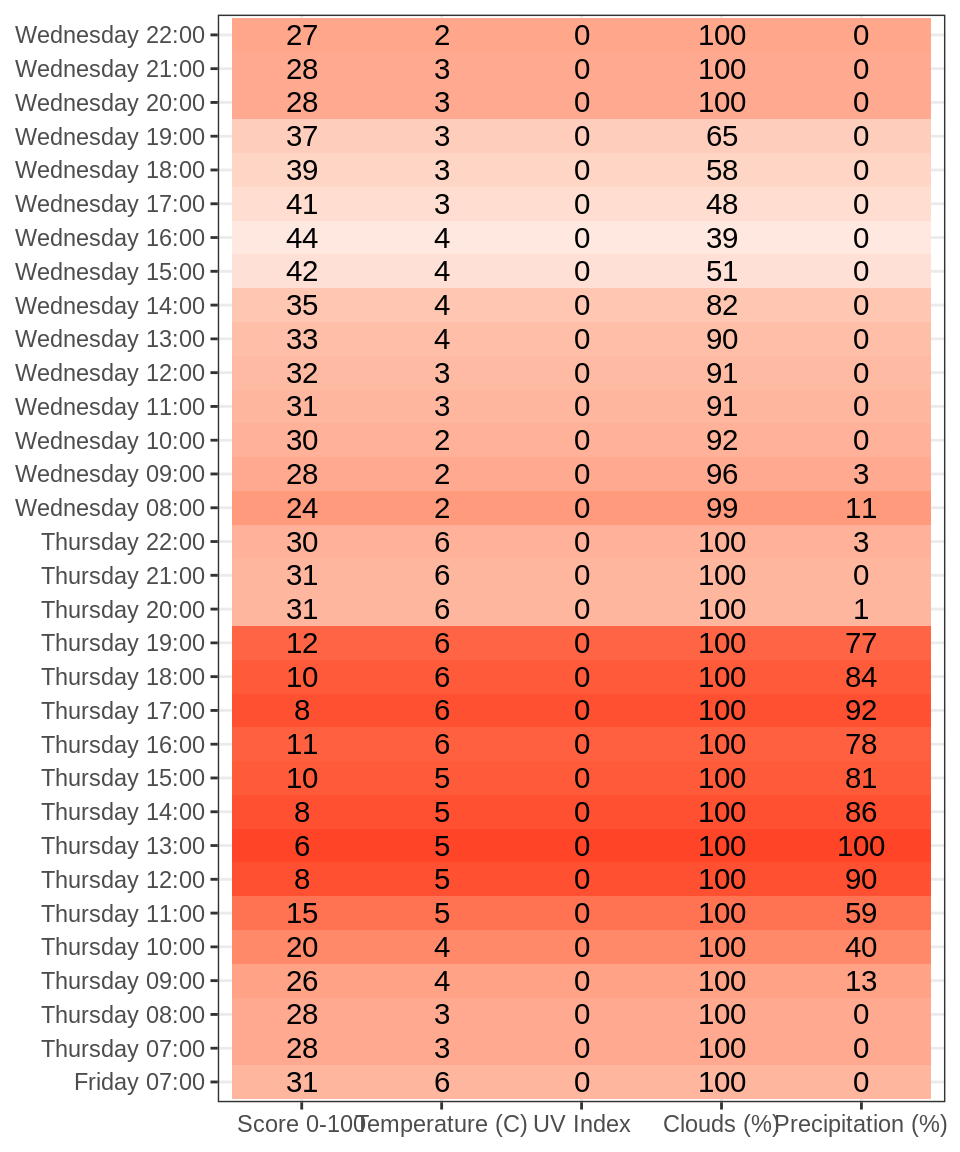 Wednesday 22:00 27 2 0 100 0
Wednesday 21:00 28 3 0 100 0
Wednesday 20:00 28 3 0 100 0
Wednesday 19:00 37 3 0 65 0
Wednesday 18:00 39 3 0 58 0
Wednesday 17:00 41 3 0 48 0
Wednesday 16:00 44 4 0 39 0
Wednesday 15:00 42 4 0 51 0
Wednesday 14:00 35 4 0 82 0
Wednesday 13:00 33 4 0 90 0
Wednesday 12:00 32 3 0 91 0
Wednesday 11:00 31 3 0 91 0
Wednesday 10:00 30 2 0 92 0
Wednesday 09:00 28 2 0 96 3
Wednesday 08:00 24 2 0 99 11
Thursday 22:00 30 6 0 100 3
Thursday 21:00 31 6 0 100 0
Thursday 20:00 31 6 0 100 1
Thursday 19:00 12 6 0 100 77
Thursday 18:00 10 6 0 100 84
Thursday 17:00 8 6 0 100 92
Thursday 16:00 11 6 0 100 78
Thursday 15:00 10 5 0 100 81
Thursday 14:00 8 5 0 100 86
Thursday 13:00 6 5 0 100 100
Thursday 12:00 8 5 0 100 90
Thursday 11:00 15 5 0 100 59
Thursday 10:00 20 4 0 100 40
Thursday 09:00 26 4 0 100 13
Thursday 08:00 28 3 0 100 0
Thursday 07:00 28 3 0 100 0
Friday 07:00 31 6 0 100 0
Score 0-100 Temperature (C) UV Index Clouds (%) Precipitation (%)